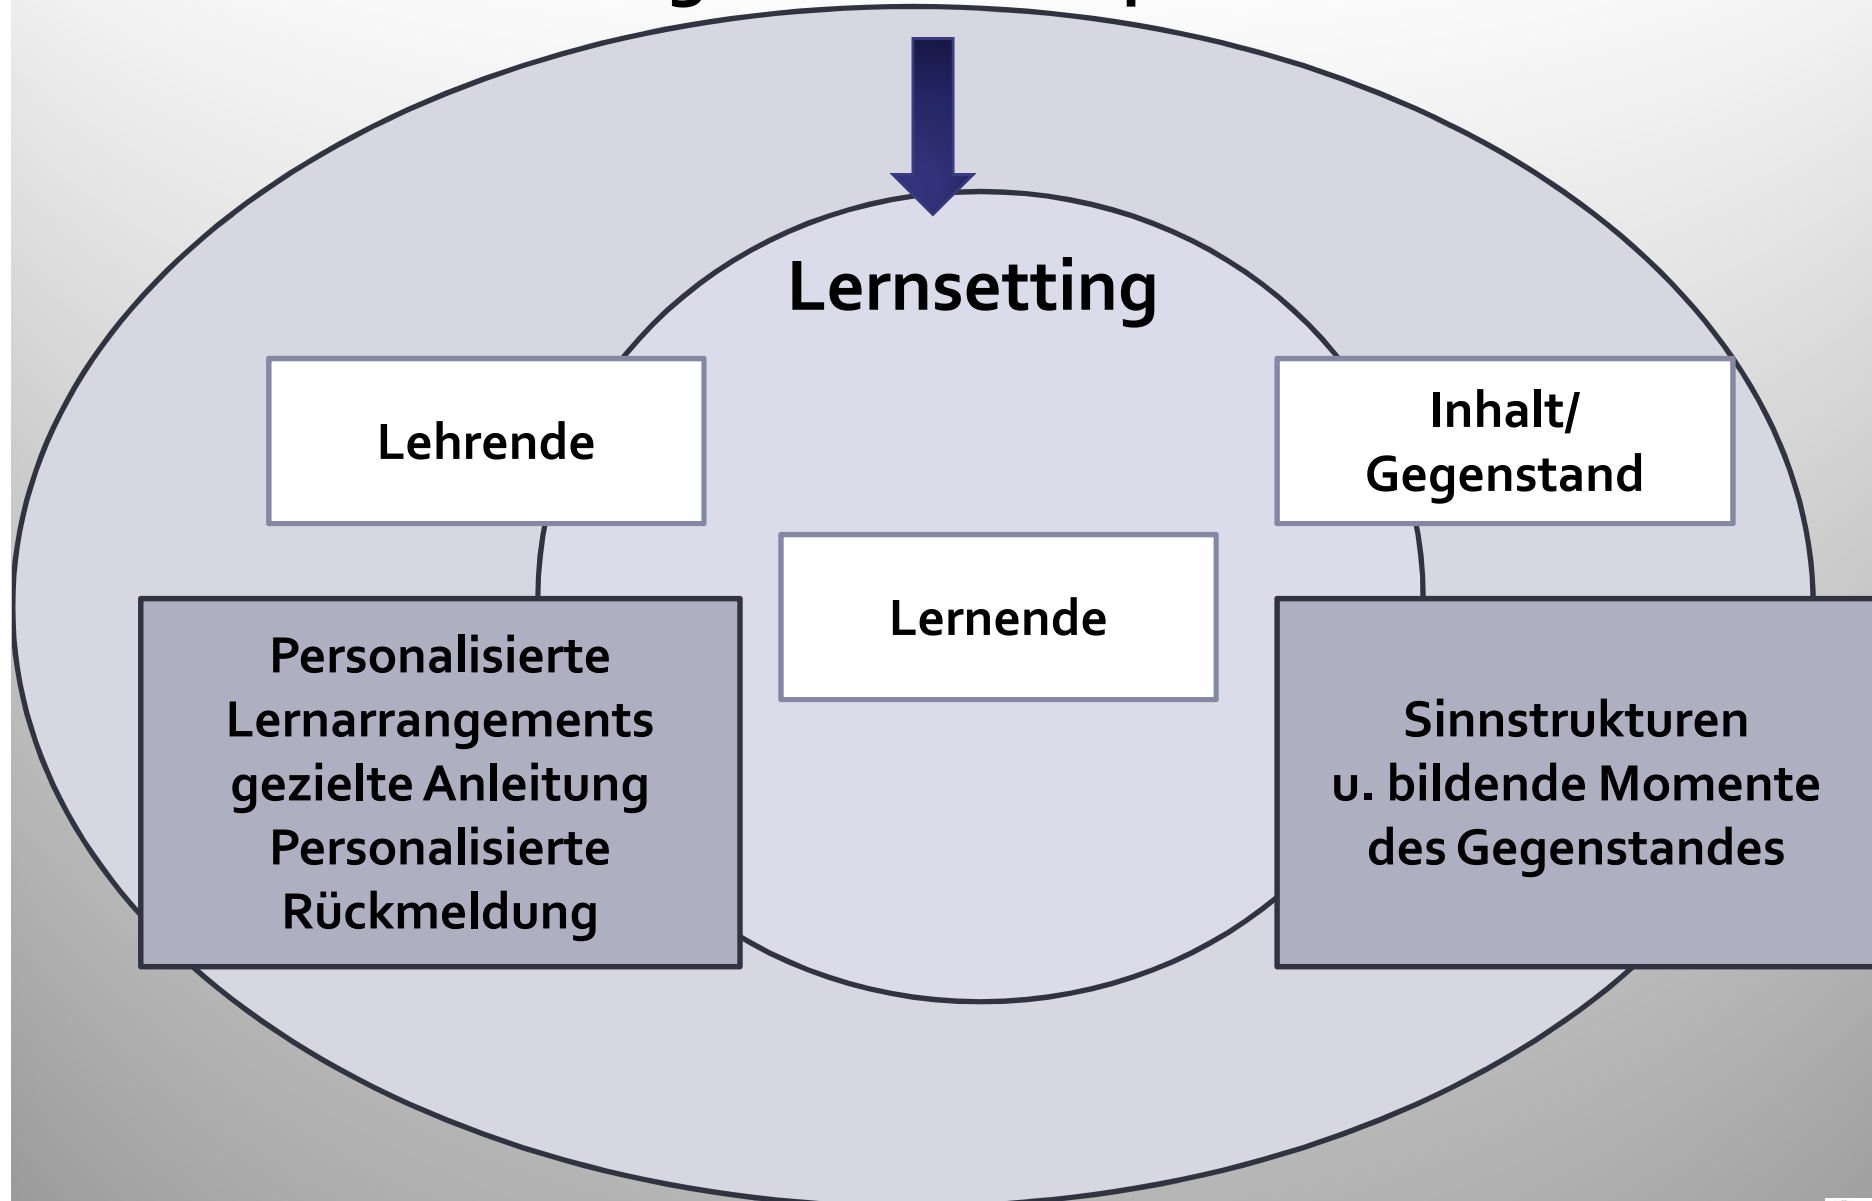 Lernsetting
Lehrende
Inhalt/
Gegenstand
Lernende
Personalisierte
Lernarrangements
gezielte Anleitung
Personalisierte
Rückmeldung
Sinnstrukturen
u. bildende Momente
des Gegenstandes